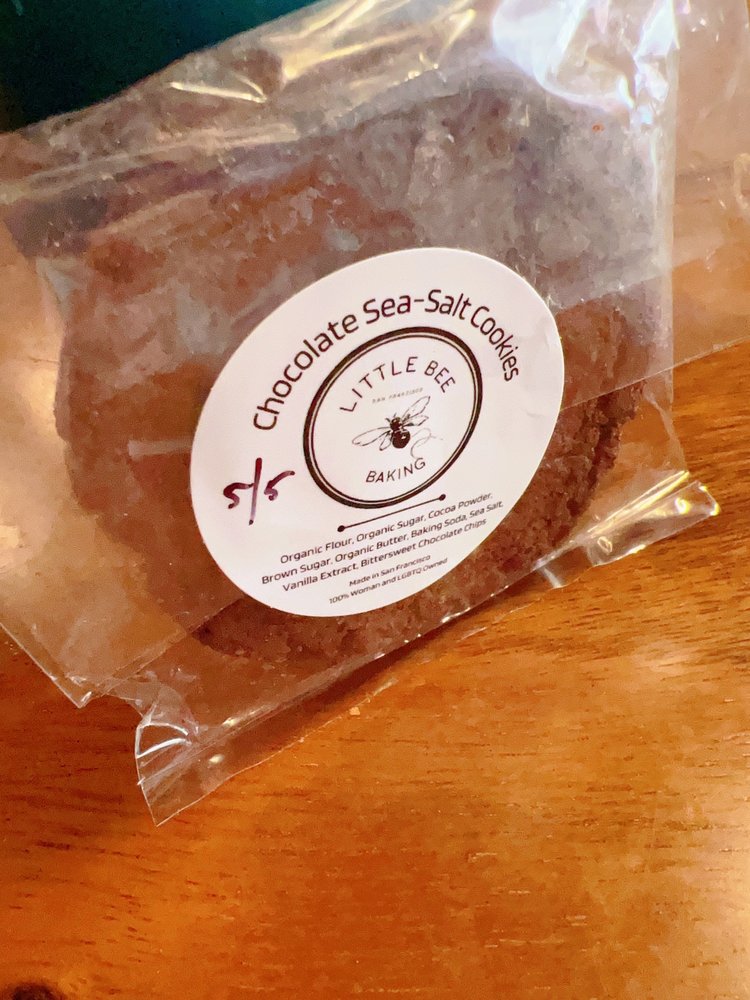 Chocolate Sea-Salt Cookies
LITTLE BEE
SAN FRANCISCO
BAKING
5/5
Organic Flour, Organic Sugar, Cocoa Powder,
Brown Sugar, Organic Butter, Baking Soda, Sea Salt,
Vanilla Extract, Bittersweet Chocolate Chips
Made in San Francisco
100% Woman and LGBTQ Owned